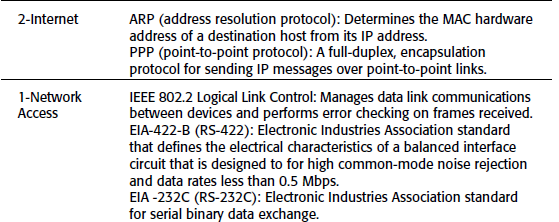 2-Internet ARP (address resolution protocol): Determines the MAC hardware
address of a destination host from its IP address.
PPP (point-to-point protocol): A full-duplex, encapsulation
protocol for sending IP messages over point-to-point links.
1-Network IEEE 802.2 Logical Link Control: Manages data link communications
Access between devices and performs error checking on frames received.
EIA-422-B (RS-422): Electronic Industries Association standard
that defines the electrical characteristics of a balanced interface
circuit that is designed to for high common-mode noise rejection
and data rates less than 0.5 Mbps.
EIA -232C (RS-232C): Electronic Industries Association standard
for serial binary data exchange.